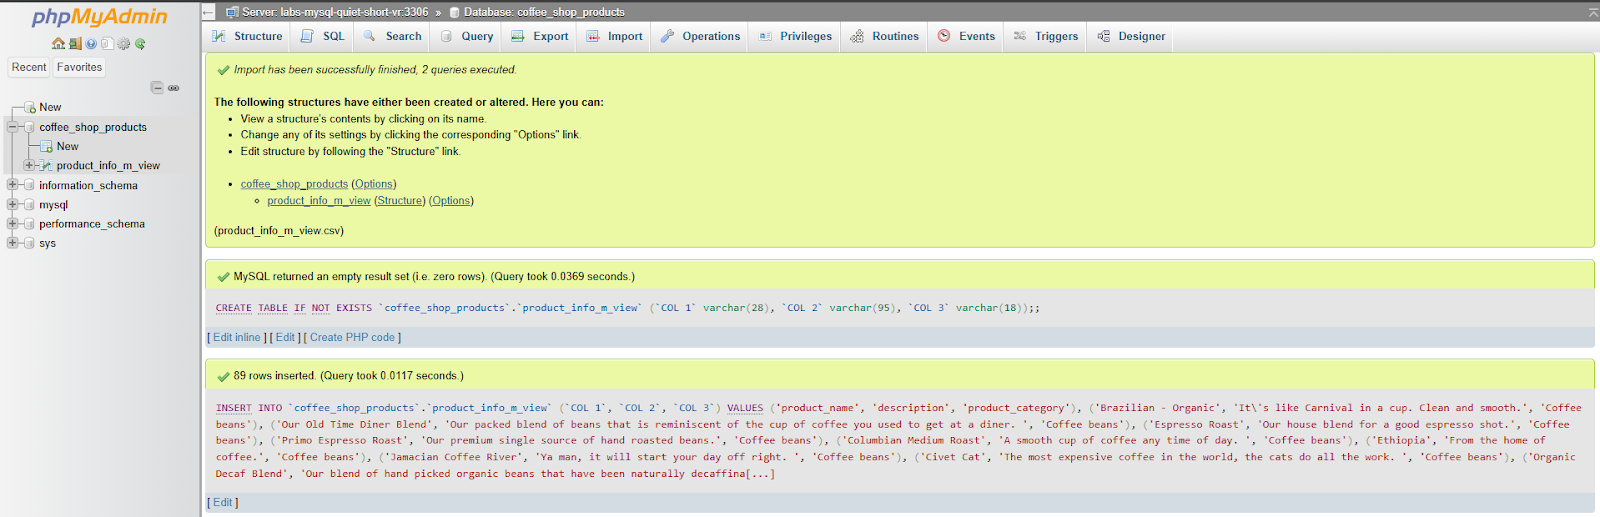 phpMyAdmin
Recent Favorites
New
coffee_shop_products
New
product_info_m_view
information_schema
mysql
performance_schema
sys
Server: labs-mysql-quiet-short-vr:3306 » Database: coffee_shop_products
Structure SQL Search Query Export Import Operations Privileges Routines Events Triggers Designer
Import has been successfully finished, 2 queries executed.
The following structures have either been created or altered. Here you can:
• View a structure's contents by clicking on its name.
• Change any of its settings by clicking the corresponding "Options" link.
• Edit structure by following the "Structure" link.
• coffee_shop_products (Options)
product_info_m_view (Structure) (Options)
(product_info_m_view.csv)
MySQL returned an empty result set (i.e. zero rows). (Query took 0.0369 seconds.)
CREATE TABLE IF NOT EXISTS `coffee_shop_products`.`product_info_m_view` (`COL 1` varchar(28), `COL 2` varchar(95), `COL 3` varchar(18));;
[ Edit inline ] [ Edit ] [ Create PHP code ]
89 rows inserted. (Query took 0.0117 seconds.)
INSERT INTO `coffee_shop_products`.`product_info_m_view` (`COL 1`, `COL 2`, `COL 3`) VALUES ('product_name', 'description', 'product_category'), ('Brazilian - Organic', 'It\'s like Carnival in a cup. Clean and smooth.', 'Coffee
beans'), ('Our Old Time Diner Blend', 'Our packed blend of beans that is reminiscent of the cup of coffee you used to get at a diner. ', 'Coffee beans'), ('Espresso Roast', 'Our house blend for a good espresso shot.', 'Coffee
beans'), ('Primo Espresso Roast', 'Our premium single source of hand roasted beans.', 'Coffee beans'), ('Columbian Medium Roast', 'A smooth cup of coffee any time of day. ', 'Coffee beans'), ('Ethiopia', 'From the home of
coffee.', 'Coffee beans'), ('Jamacian Coffee River', 'Ya man, it will start your day off right. ', 'Coffee beans'), ('Civet Cat', 'The most expensive coffee in the world, the cats do all the work. ', 'Coffee beans'), ('Organic
Decaf Blend', 'Our blend of hand picked organic beans that have been naturally decaffina[...]
[ Edit ]